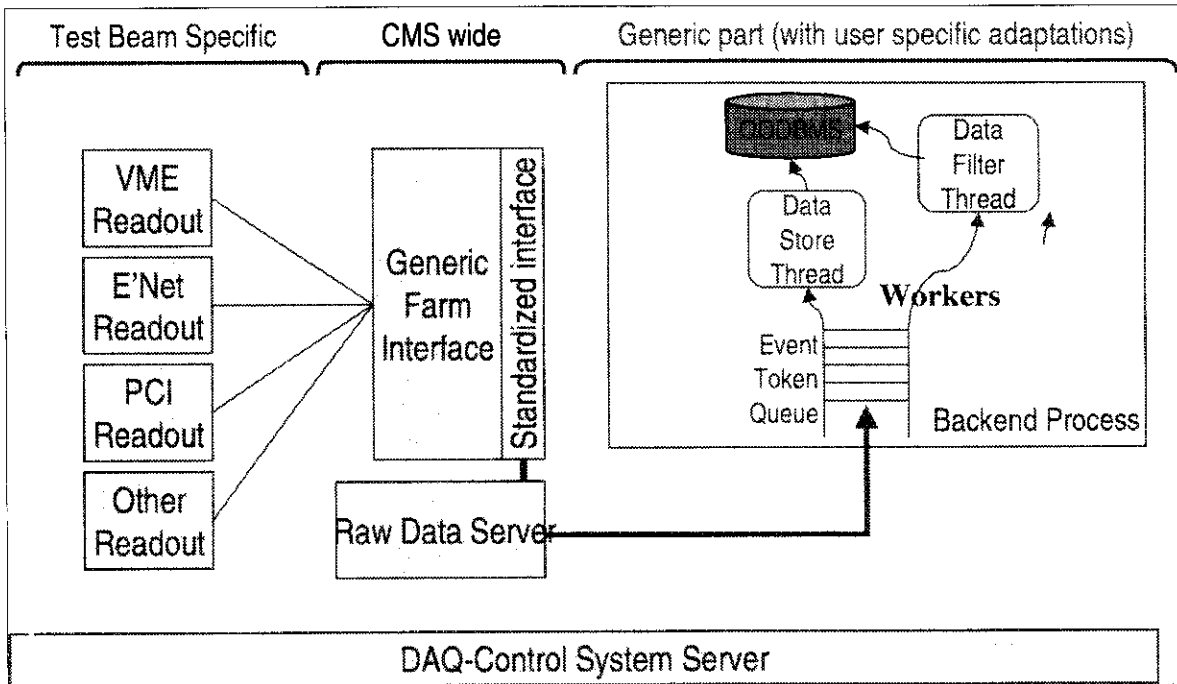 Test Beam Specific
CMS wide
Generic part (with user specific adaptations)
VME
Readout
E'Net
Readout
PCI
Readout
Other
Readout
Generic
Farm
Interface
Standardized interface
Raw Data Server
Data
Filter
Thread
Data
Store
Thread
Workers
Event
Token
Queue
Backend Process
DAQ-Control System Server